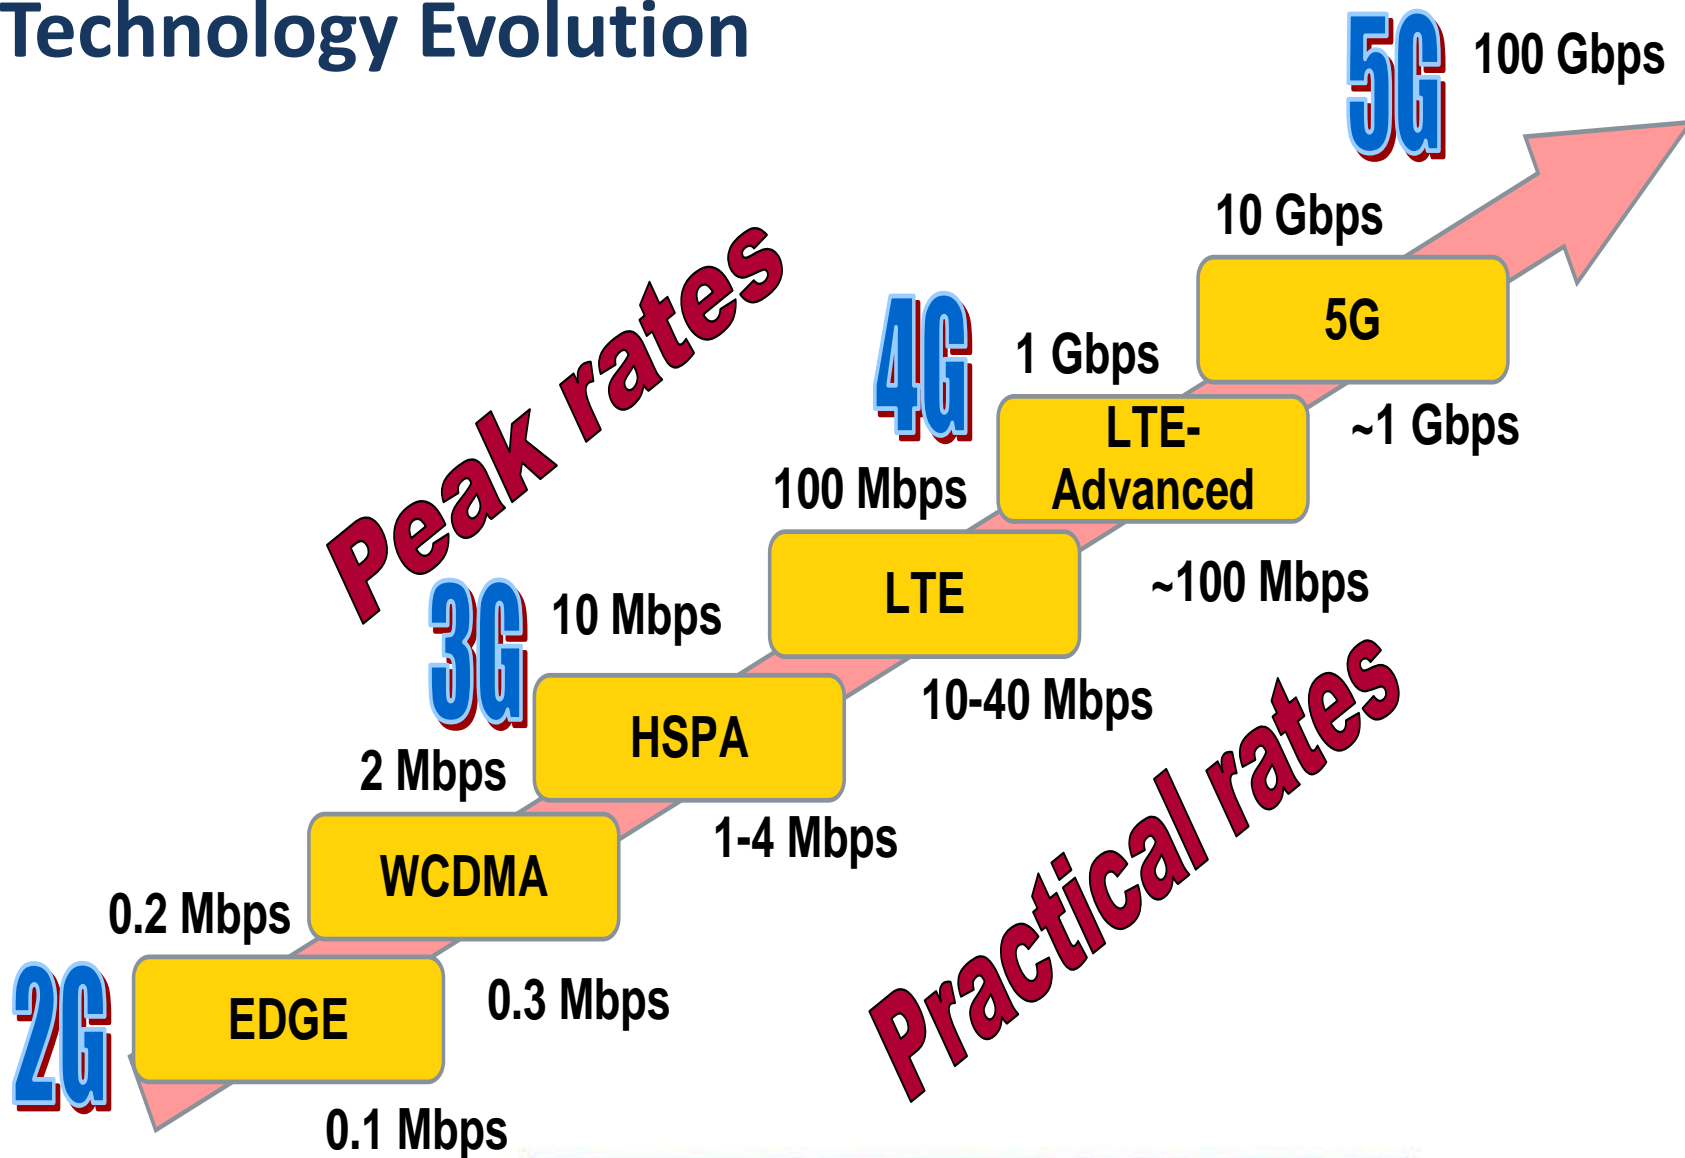 Technology Evolution
5G
100 Gbps
10 Gbps
5G
Peak rates
4G
1 Gbps
~1 Gbps
LTE-
Advanced
100 Mbps
~100 Mbps
LTE
3G
10 Mbps
10-40 Mbps
HSPA
2 Mbps
1-4 Mbps
Practical rates
WCDMA
0.2 Mbps
0.3 Mbps
2G
EDGE
0.1 Mbps